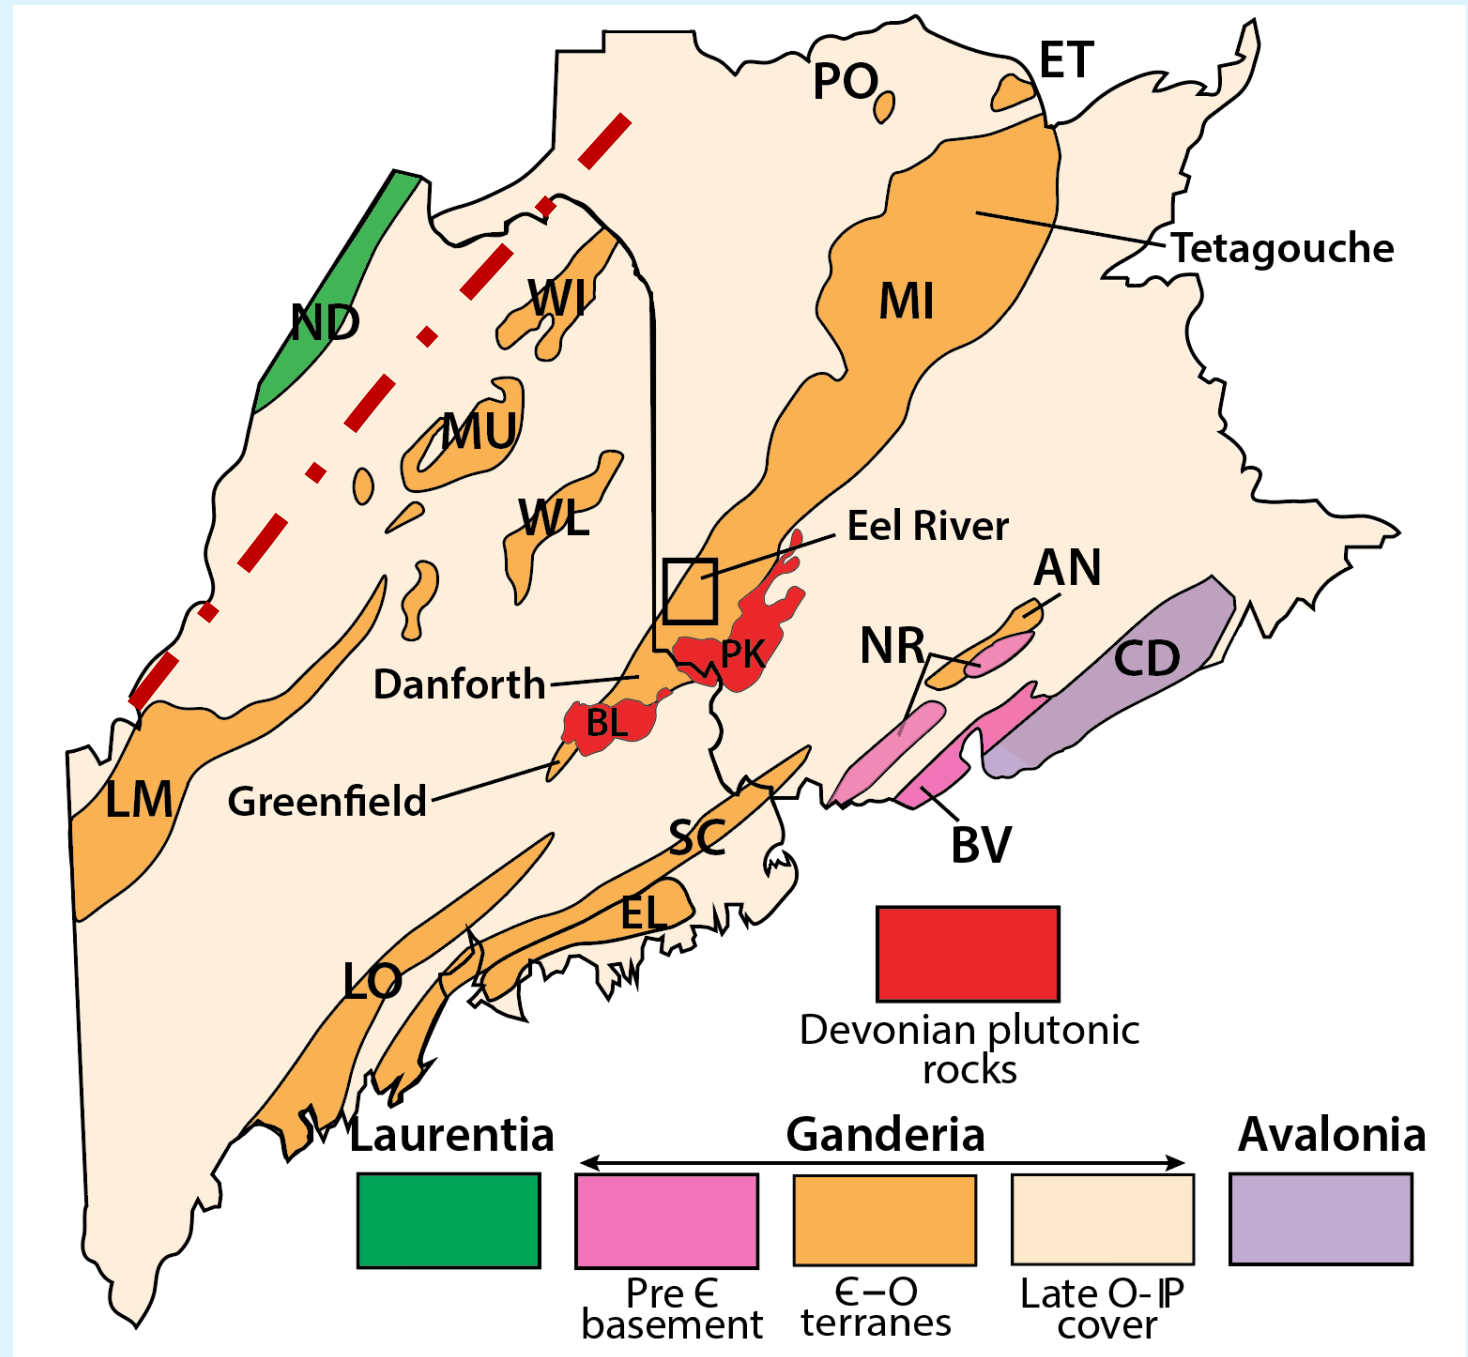 PO
ET
Tetagouche
WI
MI
ND
MU
WL
Eel River
AN
NR
CD
PK
Danforth
BL
LM
Greenfield
SC
BV
EL
LO
Devonian plutonic
rocks
Laurentia
Ganderia
Avalonia
Pre Є
basement
Є–O
terranes
Late O-IP
cover